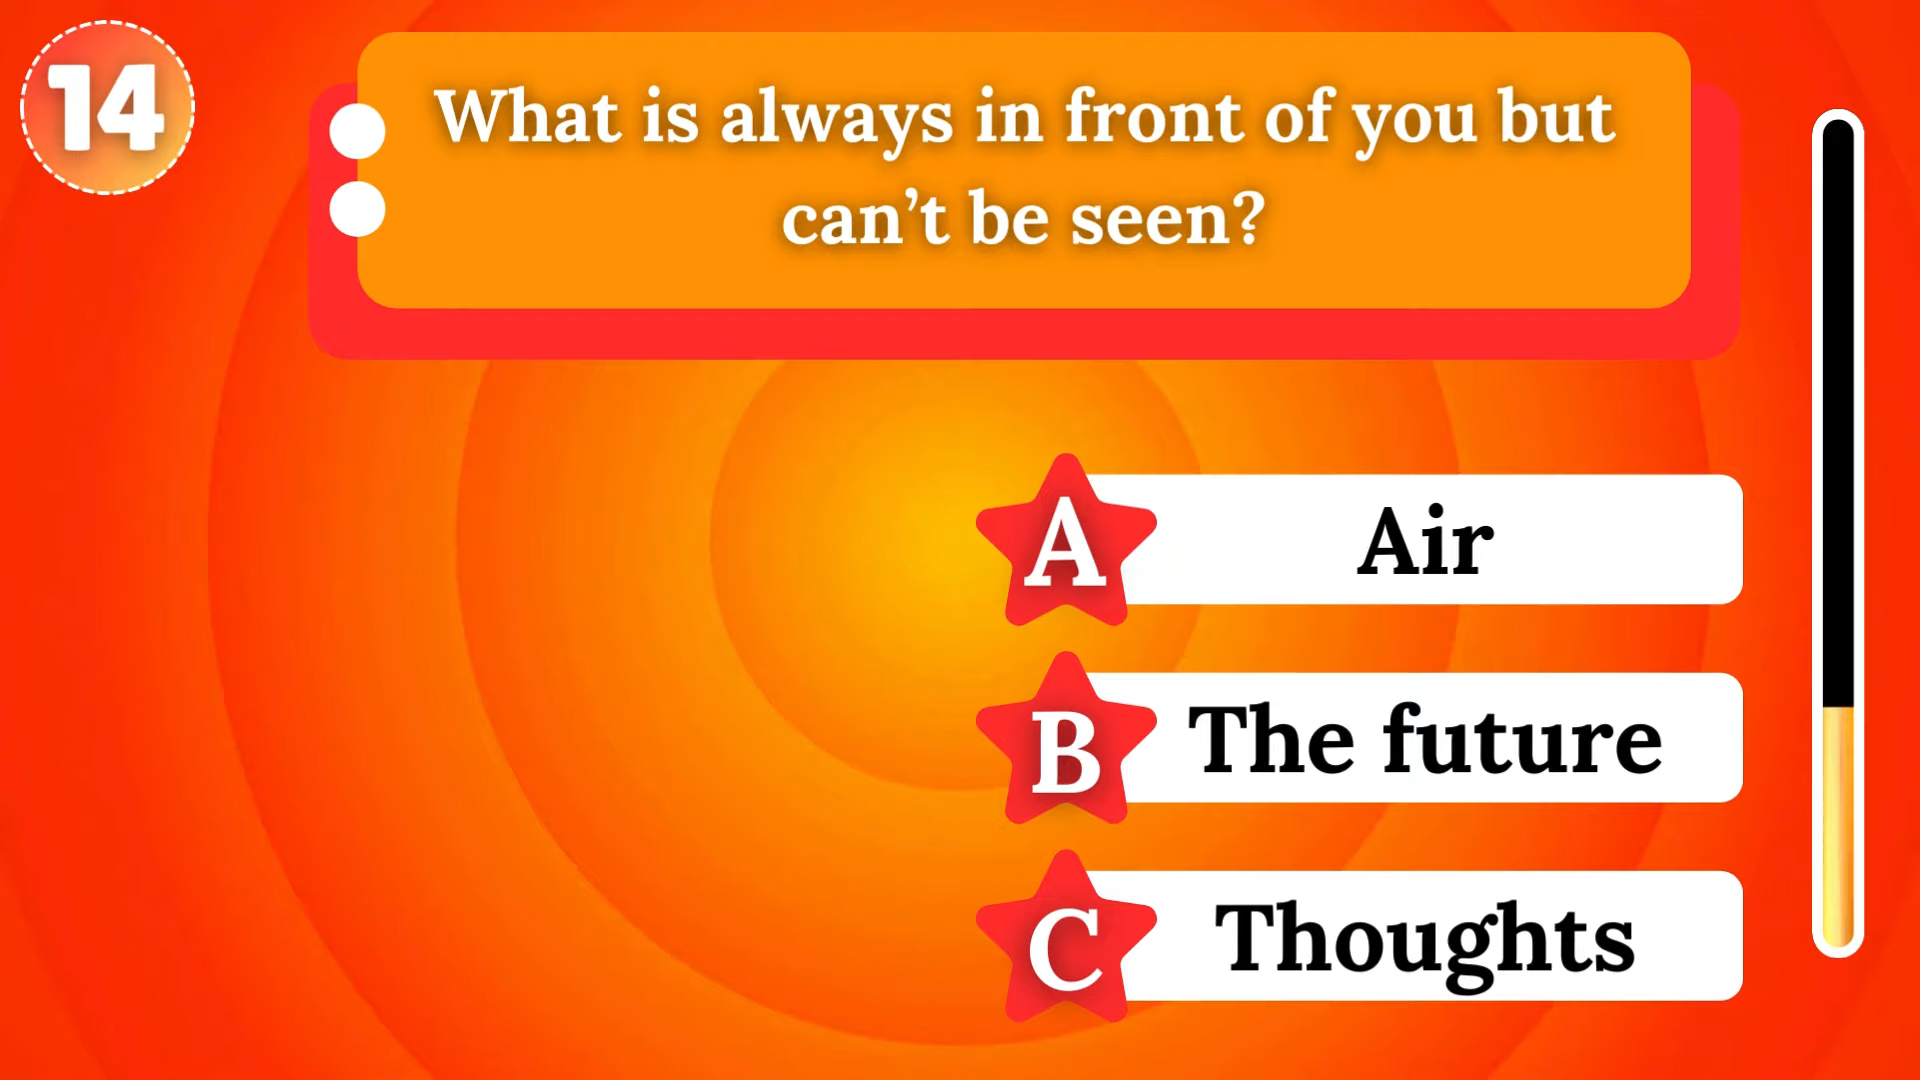 14
What is always in front of you but
can’t be seen?
A Air
B The future
C Thoughts